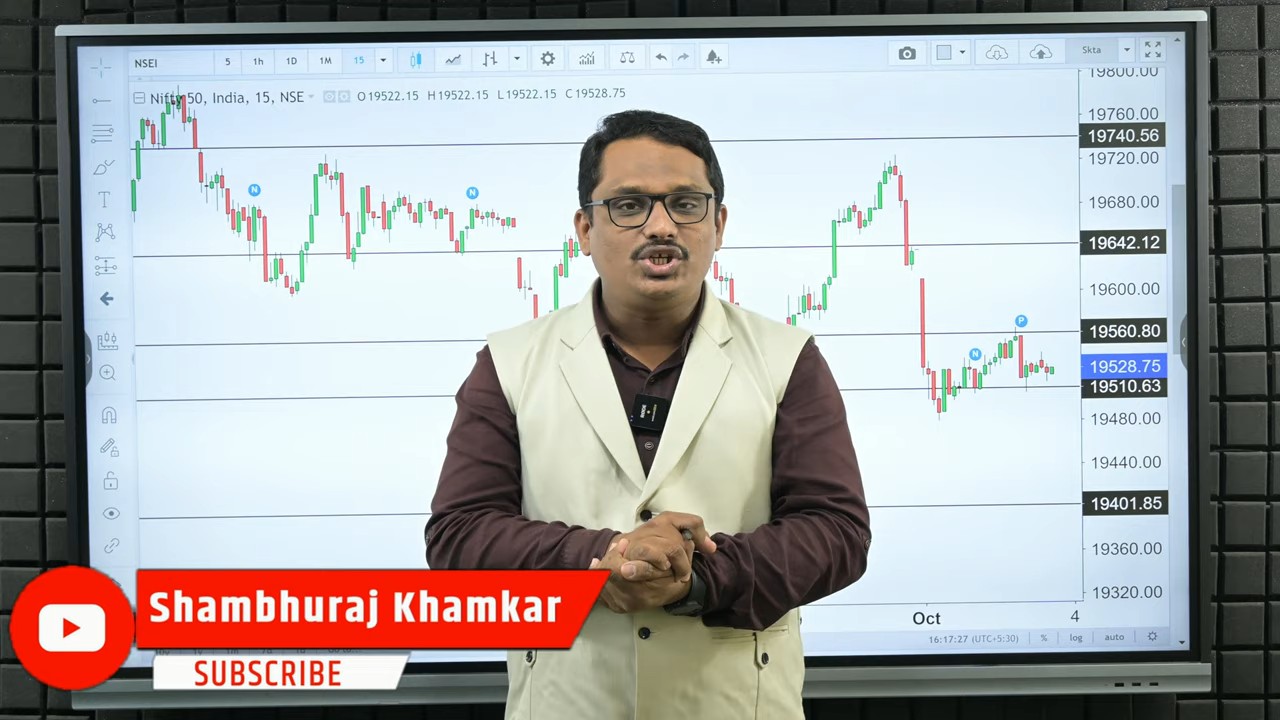 NSEI
5
1h
1D
1M
15
Skta
Nifty 50, India, 15, NSE
O19522.15 H19522.15 L19522.15 C19528.75
19800.00
19760.00
19740.56
19720.00
19680.00
19642.12
19600.00
19560.80
19528.75
19510.63
19480.00
19440.00
19401.85
19360.00
19320.00
N
N
N
P
T
Oct
4
16:17:27 (UTC+5:30)
%
log
auto
Shambhuraj Khamkar
SUBSCRIBE